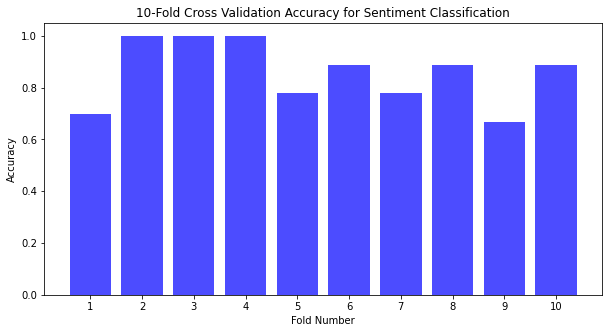 10-Fold Cross Validation Accuracy for Sentiment Classification
1.0
0.8
0.6
0.4
0.2
0.0
Accuracy
1 2 3 4 5 6 7 8 9 10
Fold Number